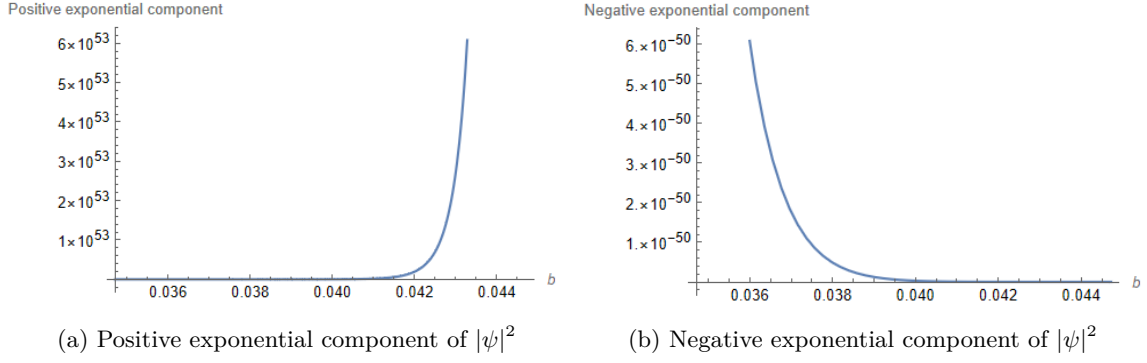 Positive exponential component
6×10^53
5×10^53
4×10^53
3×10^53
2×10^53
1×10^53
0.036 0.038 0.040 0.042 0.044 b
(a) Positive exponential component of |ψ|^2
Negative exponential component
6.×10^-50
5.×10^-50
4.×10^-50
3.×10^-50
2.×10^-50
1.×10^-50
0.036 0.038 0.040 0.042 0.044 b
(b) Negative exponential component of |ψ|^2